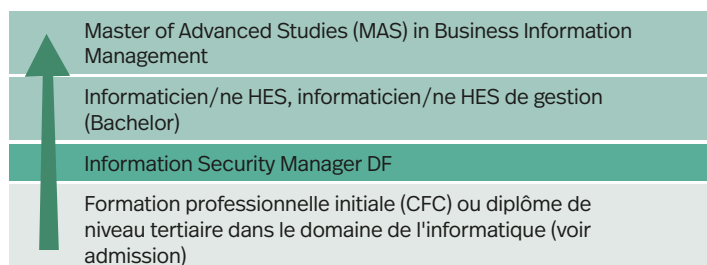 Master of Advanced Studies (MAS) in Business Information
Management
Informaticien/ne HES, informaticien/ne HES de gestion
(Bachelor)
Information Security Manager DF
Formation professionnelle initiale (CFC) ou diplôme de
niveau tertiaire dans le domaine de l'informatique (voir
admission)